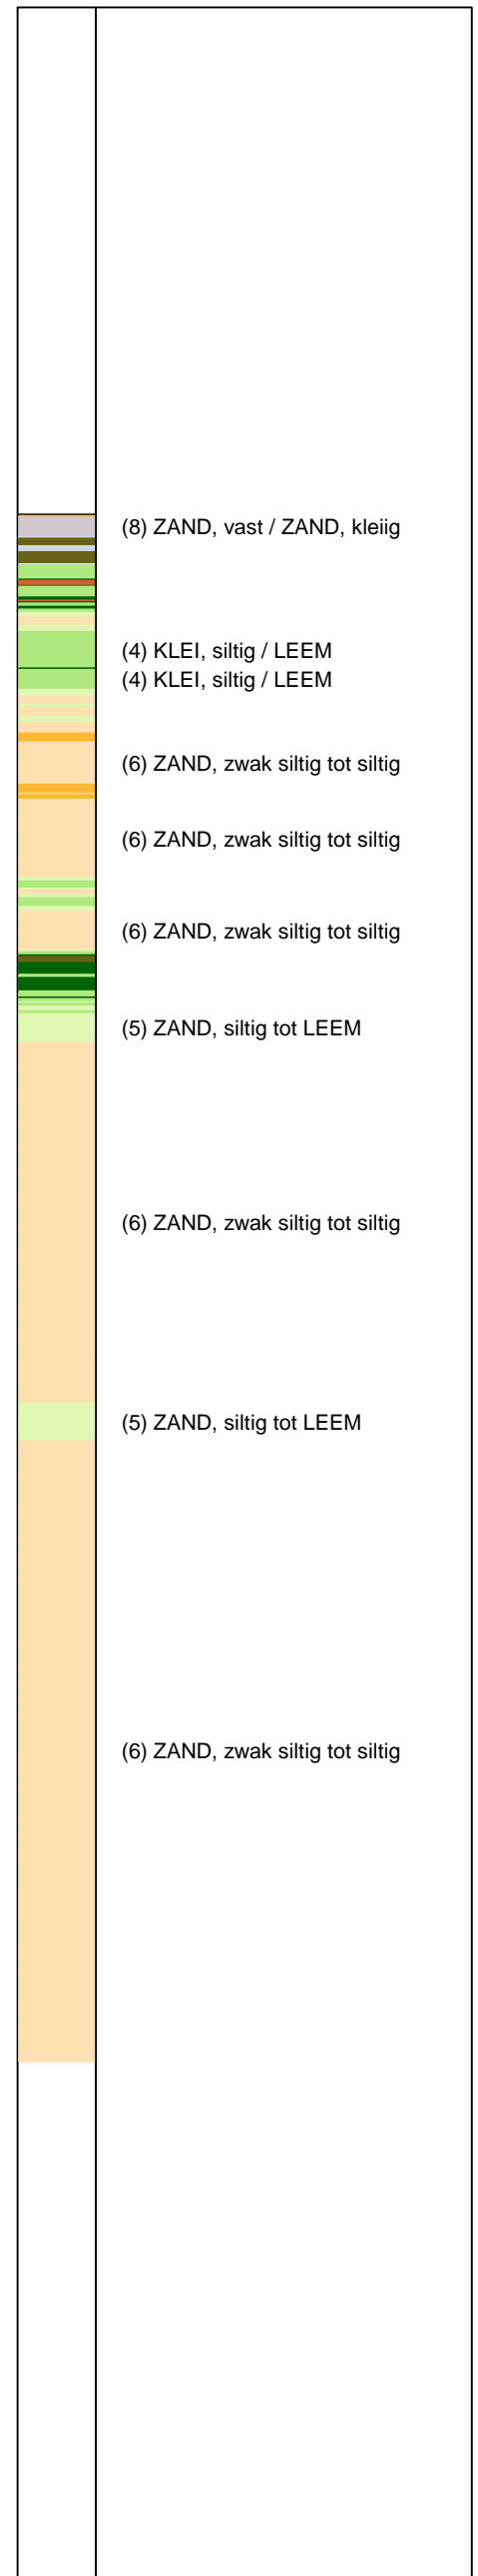 (8) ZAND, vast / ZAND, kleiig
(4) KLEI, siltig / LEEM
(4) KLEI, siltig / LEEM
(6) ZAND, zwak siltig tot siltig
(6) ZAND, zwak siltig tot siltig
(6) ZAND, zwak siltig tot siltig
(5) ZAND, siltig tot LEEM
(6) ZAND, zwak siltig tot siltig
(5) ZAND, siltig tot LEEM
(6) ZAND, zwak siltig tot siltig